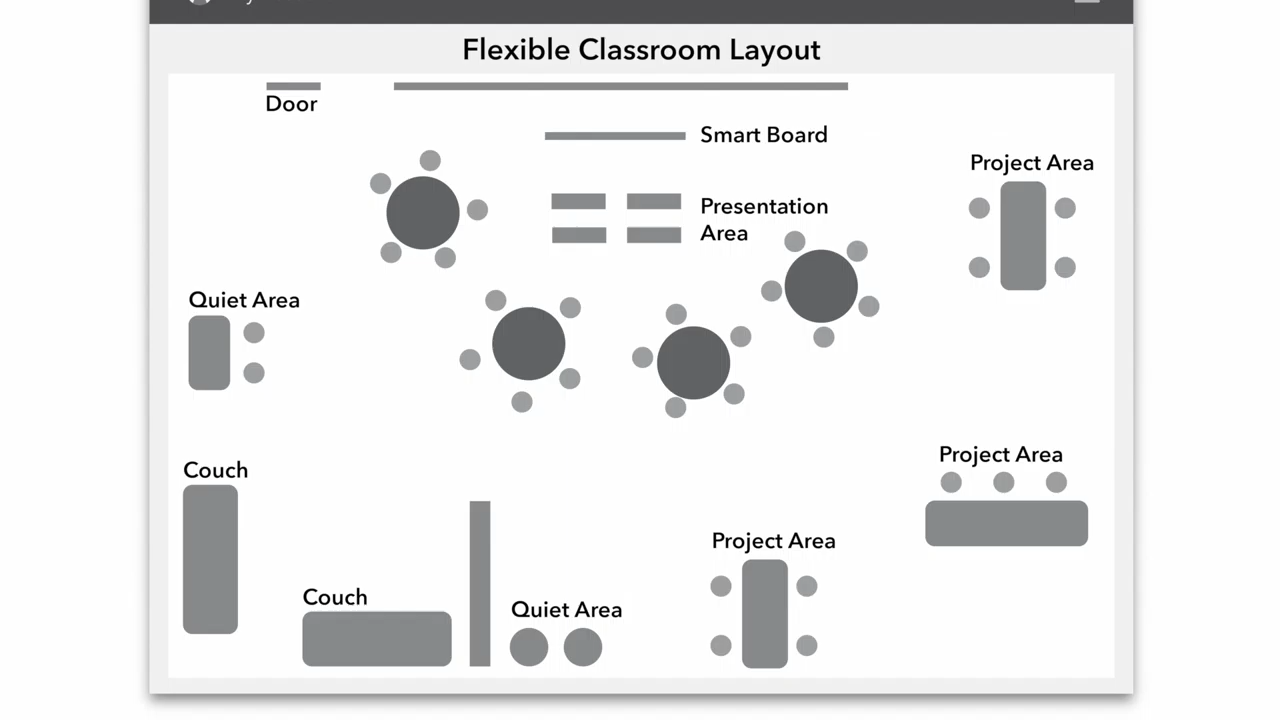 Flexible Classroom Layout
Door
Smart Board
Project Area
Presentation
Area
Quiet Area
Couch
Project Area
Project Area
Couch
Quiet Area